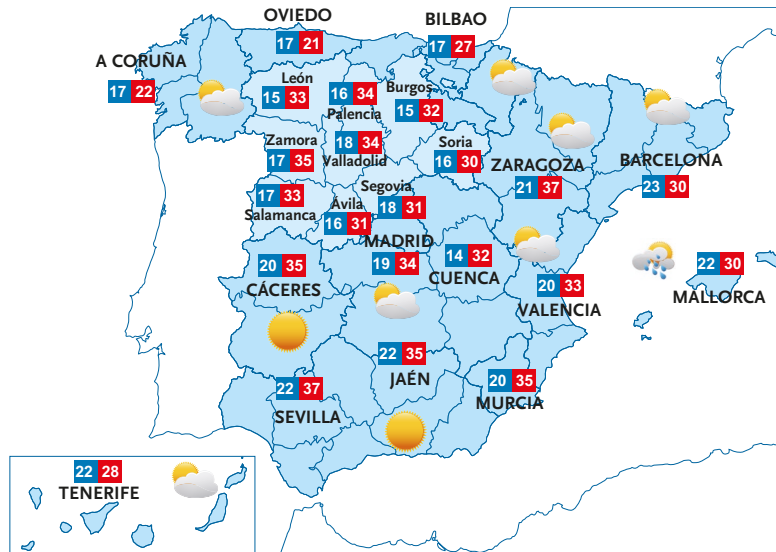 OVIEDO
17 21
BILBAO
17 27
A CORUÑA
17 22
León
15 33
16 34
Palencia
Burgos
15 32
Zamora
17 35
18 34
Valladolid
Soria
16 30
ZARAGOZA
21 37
BARCELONA
23 30
17 33
Salamanca
Ávila
16 31
Segovia
18 31
MADRID
19 34
14 32
CUENCA
20 35
CÁCERES
20 33
VALENCIA
22 30
MALLORCA
22 35
JAÉN
20 35
MURCIA
22 37
SEVILLA
22 28
TENERIFE